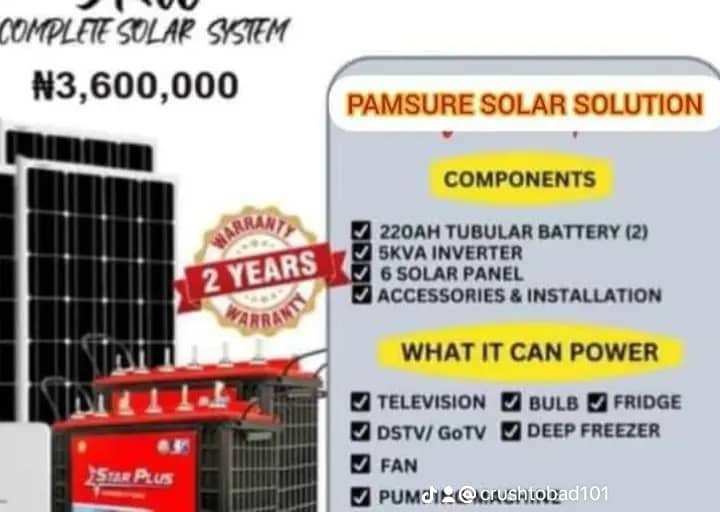 COMPLETE SOLAR SYSTEM
₦3,600,000
PAMSURE SOLAR SOLUTION
COMPONENTS
220AH TUBULAR BATTERY (2)
5KVA INVERTER
6 SOLAR PANEL
ACCESSORIES & INSTALLATION
WARRANTY
2 YEARS
WARRANTY
WHAT IT CAN POWER
TELEVISION BULB FRIDGE
DSTV/ GoTV DEEP FREEZER
FAN
STAR PLUS
@crushtobad101